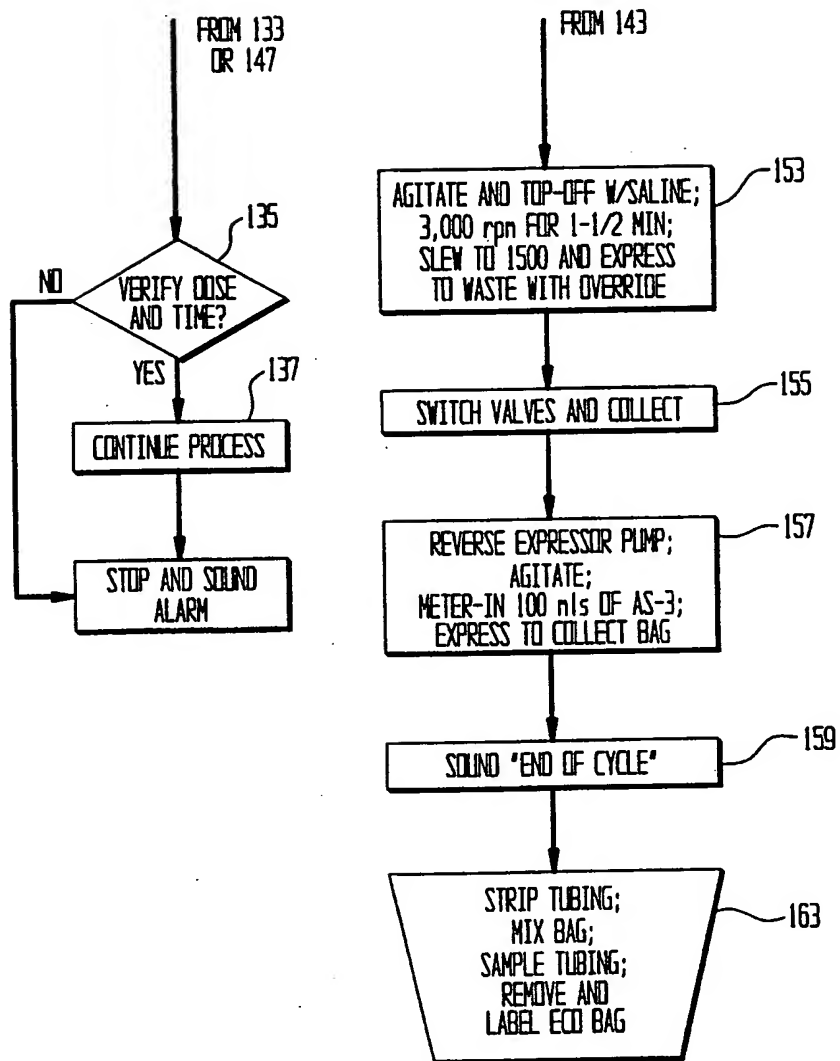 FROM 133
OR 147
135
VERIFY DOSE
AND TIME?
NO
YES
137
CONTINUE PROCESS
STOP AND SOUND
ALARM
FROM 143
153
AGITATE AND TOP-OFF W/SALINE;
3,000 rpm FOR 1-1/2 MIN;
SLEW TO 1500 AND EXPRESS
TO WASTE WITH OVERRIDE
155
SWITCH VALVES AND COLLECT
157
REVERSE EXPRESSOR PUMP;
AGITATE;
METER-IN 100 mls OF AS-3;
EXPRESS TO COLLECT BAG
159
SOUND "END OF CYCLE"
163
STRIP TUBING;
MIX BAG;
SAMPLE TUBING;
REMOVE AND
LABEL ECO BAG